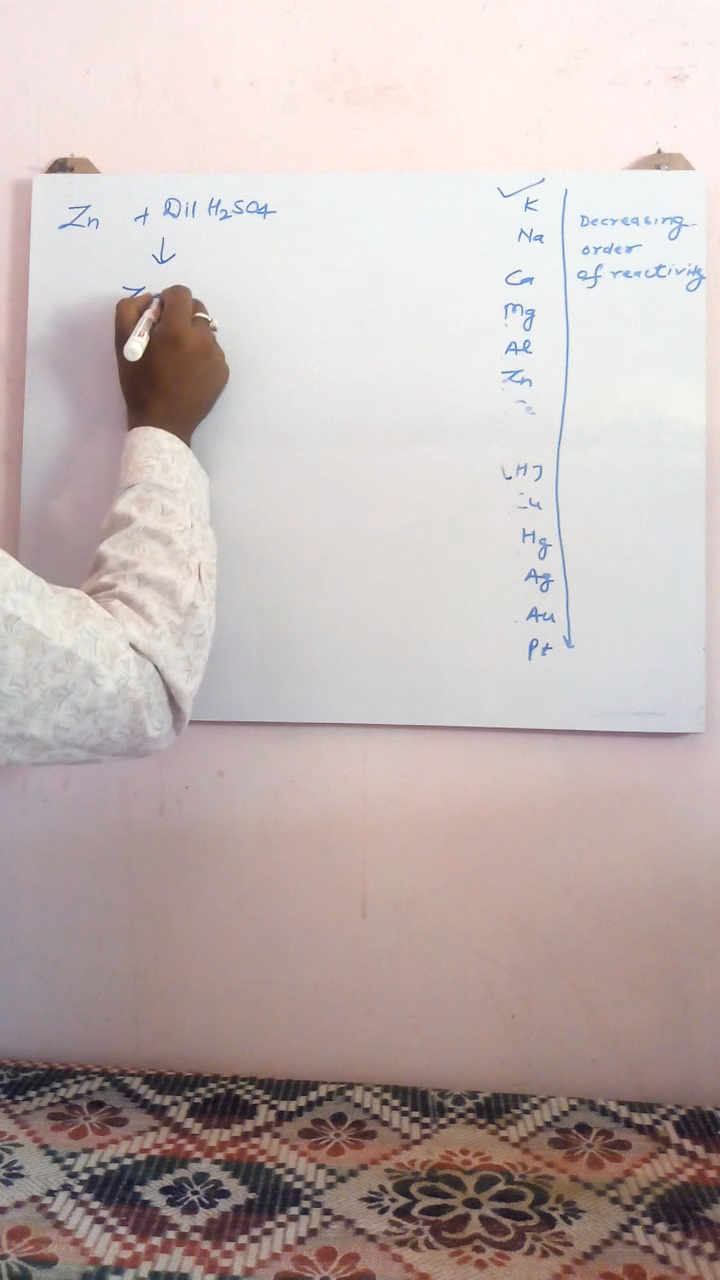 Zn + Dil H₂SO₄
↓
Z
K
Na
Ca
Mg
Al
Zn
[H]
Hg
Ag
Au
Pt
Decreasing
order
of reactivity